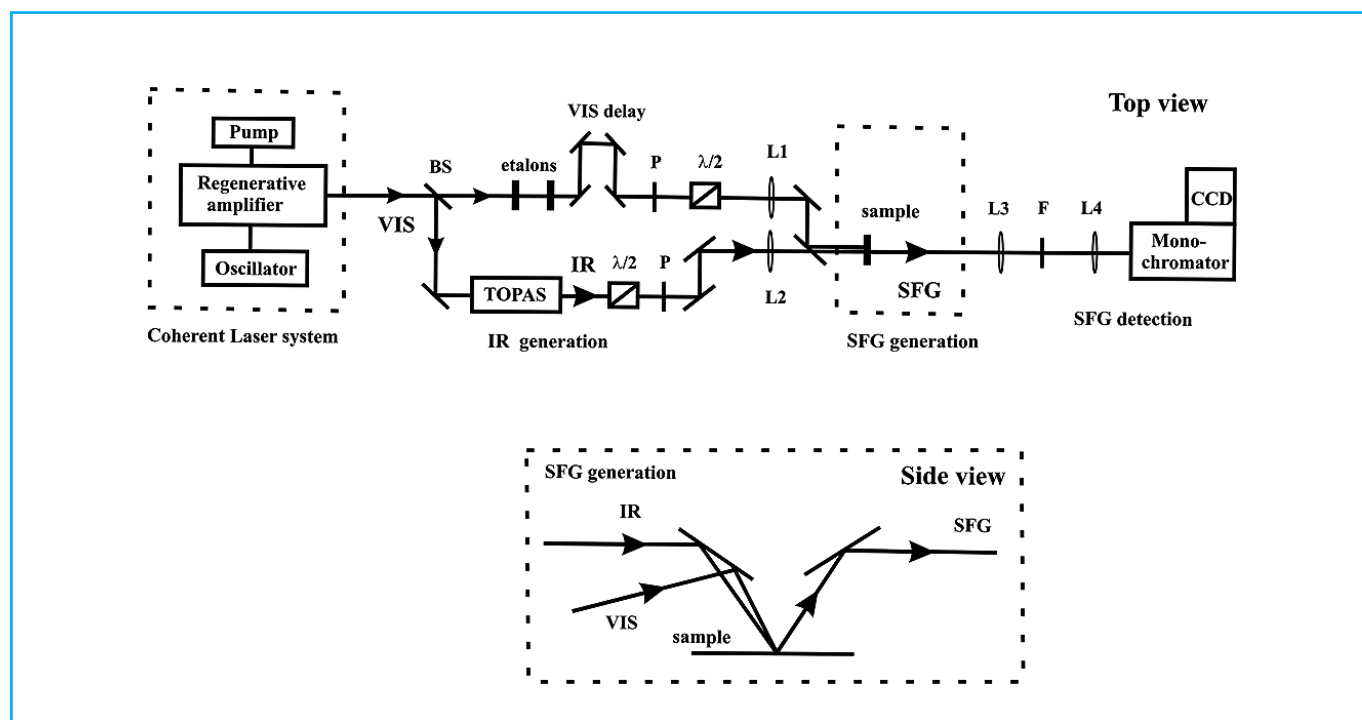 Top view
VIS delay
Pump
BS
etalons
P
λ/2
L1
CCD
Regenerative
amplifier
VIS
sample
L3
F
L4
Mono-
chromator
Oscillator
TOPAS
IR
λ/2
P
L2
SFG
Coherent Laser system
IR generation
SFG generation
SFG detection
SFG generation
Side view
IR
SFG
VIS
sample